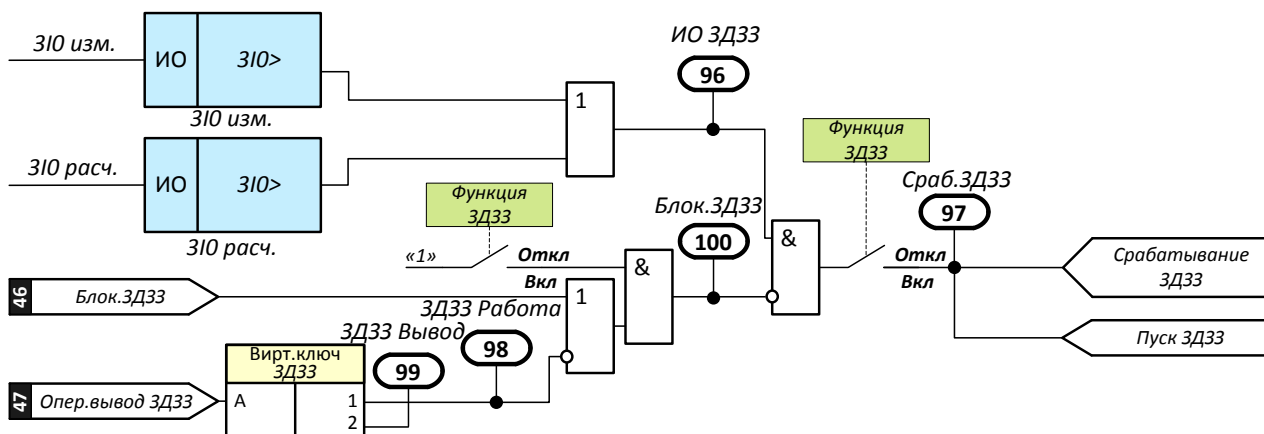 3I0 изм.
ИО
3I0>
3I0 изм.
3I0 расч.
ИО
3I0>
3I0 расч.
1
ИО ЗДЗЗ
96
Функция
ЗДЗЗ
«1»
Откл
Вкл
&
Блок.ЗДЗЗ
100
&
Функция
ЗДЗЗ
Откл
Вкл
Сраб.ЗДЗЗ
97
Срабатывание
ЗДЗЗ
Пуск ЗДЗЗ
46
Блок.ЗДЗЗ
1
ЗДЗЗ Работа
98
ЗДЗЗ Вывод
99
Вирт.ключ
ЗДЗЗ
47
Опер.вывод ЗДЗЗ
A
1
2